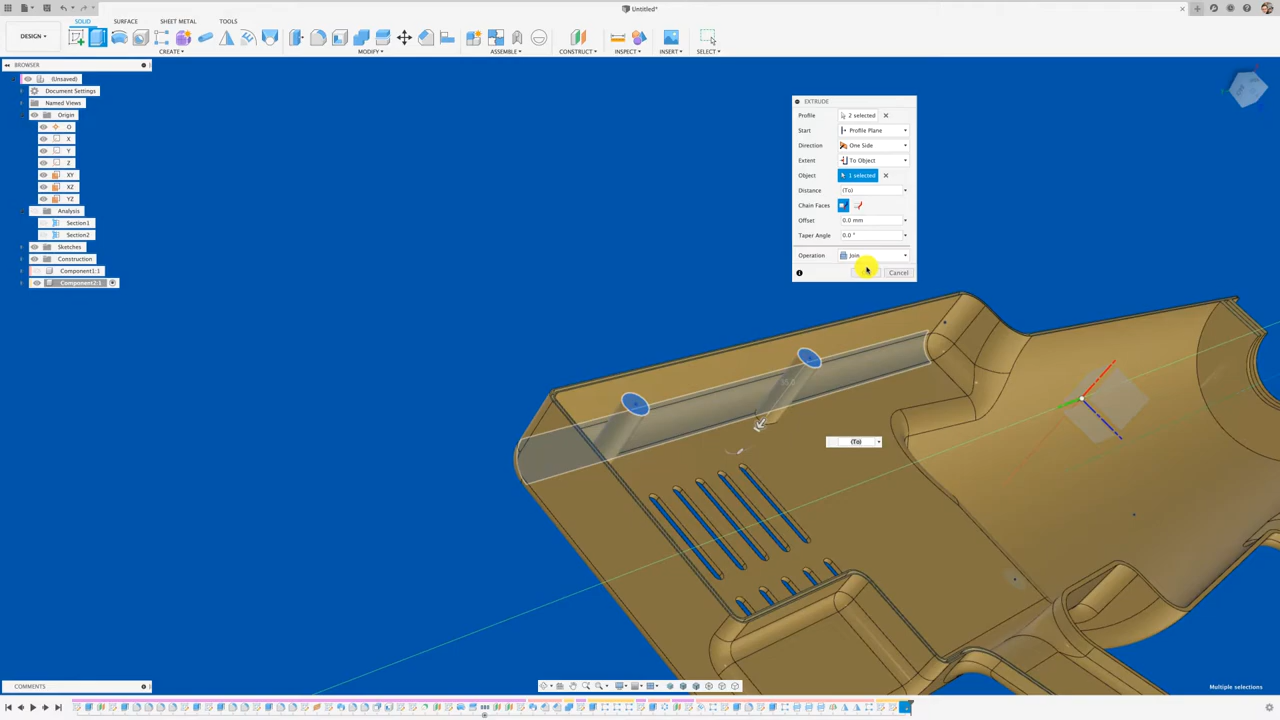 Untitled*
DESIGN
SOLID
SURFACE
SHEET METAL
TOOLS
CREATE
MODIFY
ASSEMBLE
CONSTRUCT
INSPECT
INSERT
SELECT
BROWSER
(Unsaved)
Document Settings
Named Views
Origin
O
X
Y
Z
XY
XZ
YZ
Analysis
Section1
Section2
Sketches
Construction
Component1:1
Component2:1
EXTRUDE
Profile 2 selected
Start Profile Plane
Direction One Side
Extent To Object
Object 1 selected
Distance (To)
Chain Faces
Offset 0.0 mm
Taper Angle 0.0 °
Operation Join
Cancel
(To)
COMMENTS
Multiple selections